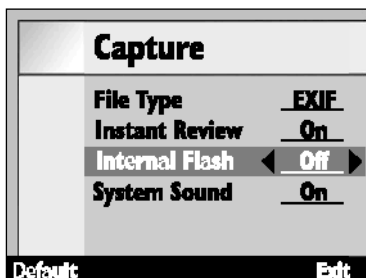 Capture
File Type EXIF
Instant Review On
Internal Flash Off
System Sound On
Default Exit